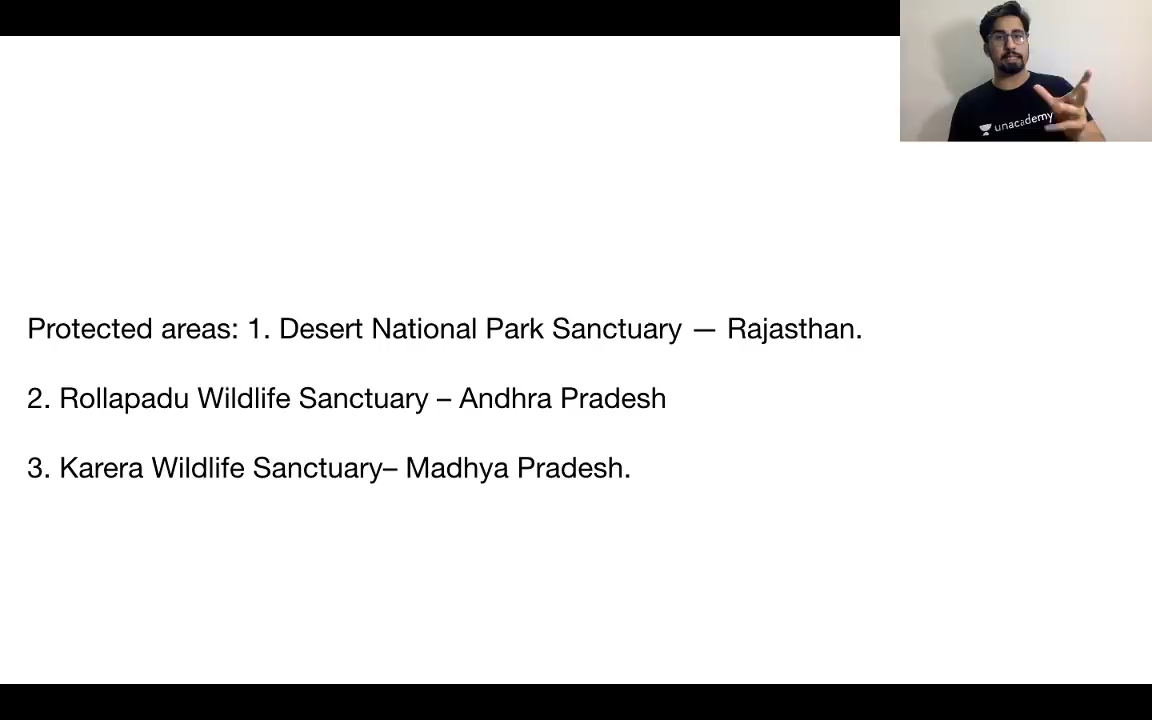 unacademy
Protected areas: 1. Desert National Park Sanctuary — Rajasthan.
2. Rollapadu Wildlife Sanctuary – Andhra Pradesh
3. Karera Wildlife Sanctuary– Madhya Pradesh.